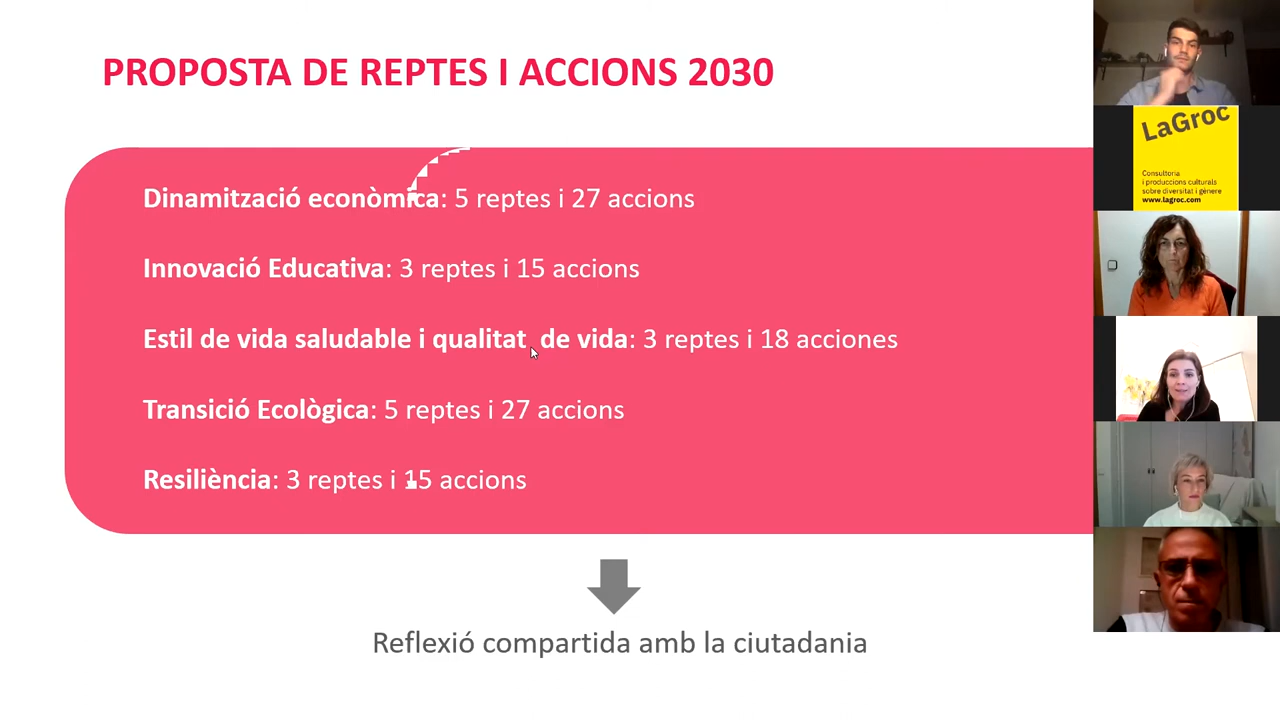 PROPOSTA DE REPTES I ACCIONS 2030
Dinamització econòmica: 5 reptes i 27 accions
Innovació Educativa: 3 reptes i 15 accions
Estil de vida saludable i qualitat de vida: 3 reptes i 18 acciones
Transició Ecològica: 5 reptes i 27 accions
Resiliència: 3 reptes i 15 accions
Reflexió compartida amb la ciutadania
LaGroc
Consultoria
i produccions culturals
sobre diversitat i gènere
www.lagroc.com